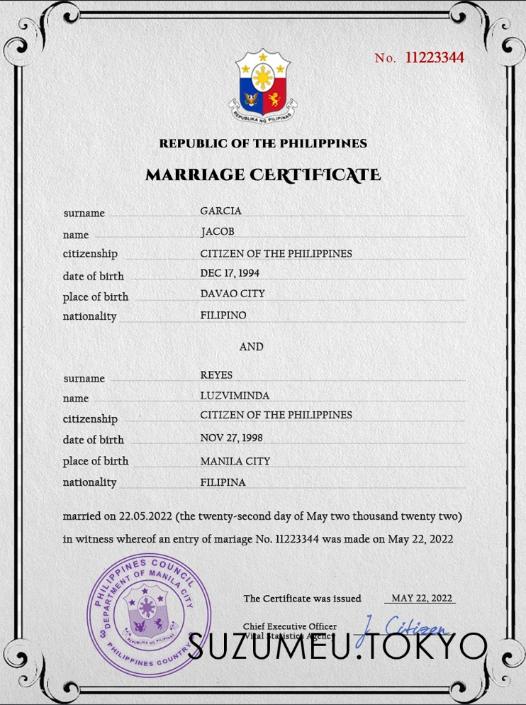 No. 11223344
REPUBLIKA NG PILIPINAS
REPUBLIC OF THE PHILIPPINES
MARRIAGE CERTIFICATE
surname GARCIA
name JACOB
citizenship CITIZEN OF THE PHILIPPINES
date of birth DEC 17, 1994
place of birth DAVAO CITY
nationality FILIPINO
AND
surname REYES
name LUZVIMINDA
citizenship CITIZEN OF THE PHILIPPINES
date of birth NOV 27, 1998
place of birth MANILA CITY
nationality FILIPINA
married on 22.05.2022 (the twenty-second day of May two thousand twenty two)
in witness whereof an entry of mariage No. 11223344 was made on May 22, 2022
PHILIPPINES COUNCIL
DEPARTMENT OF MANILA CITY
3
PHILIPPINES COUNTRY
The Certificate was issued MAY 22, 2022
Chief Executive Officer
Vital Statistics Agency
J Citizen
SUZUMEU.TOKYO